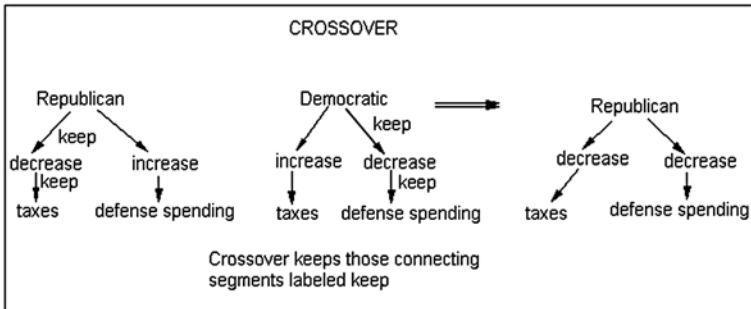 CROSSOVER
Republican
keep
decrease
increase
keep
taxes
defense spending
Democratic
keep
increase
decrease
keep
taxes
defense spending
Republican
decrease
decrease
taxes
defense spending
Crossover keeps those connecting
segments labeled keep